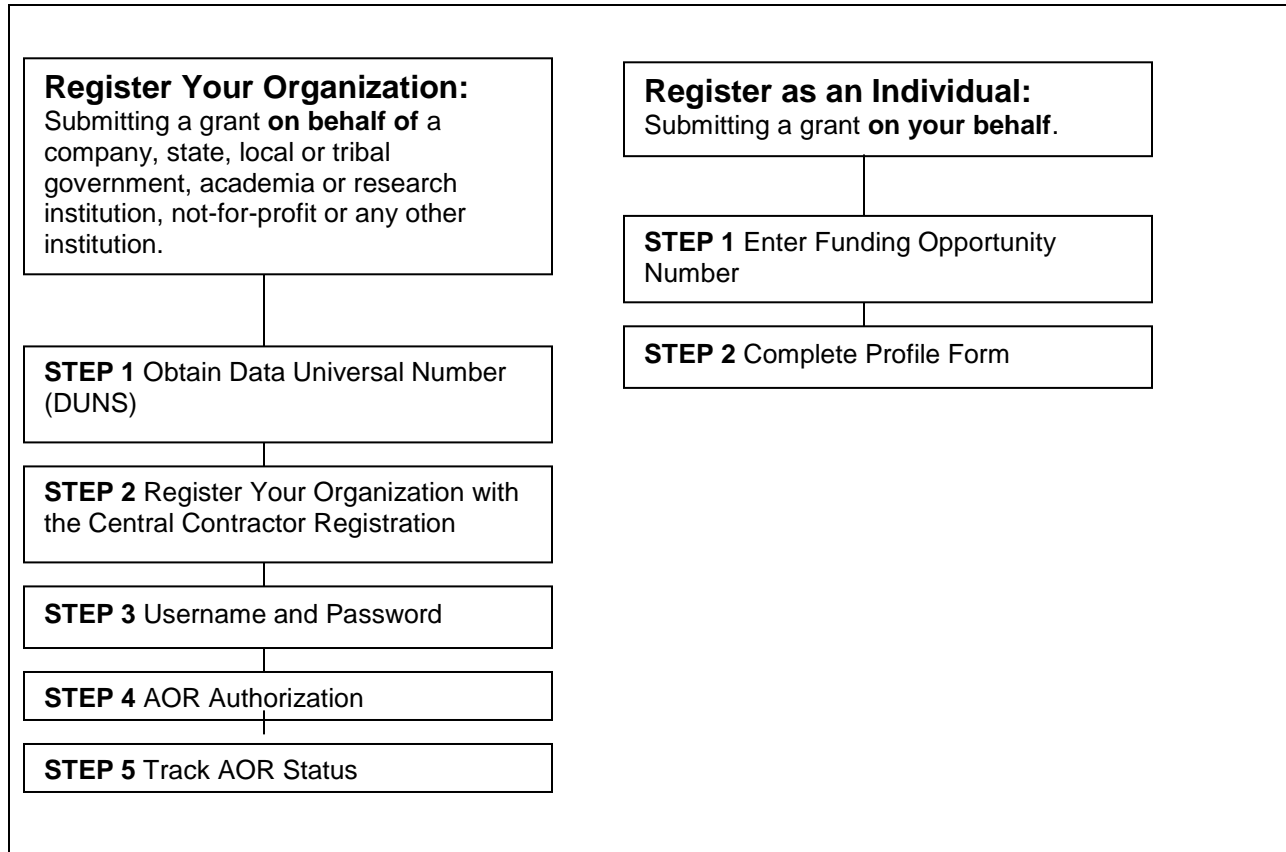 Register Your Organization:
Submitting a grant on behalf of a
company, state, local or tribal
government, academia or research
institution, not-for-profit or any other
institution.
STEP 1 Obtain Data Universal Number
(DUNS)
STEP 2 Register Your Organization with
the Central Contractor Registration
STEP 3 Username and Password
STEP 4 AOR Authorization
STEP 5 Track AOR Status
Register as an Individual:
Submitting a grant on your behalf.
STEP 1 Enter Funding Opportunity
Number
STEP 2 Complete Profile Form